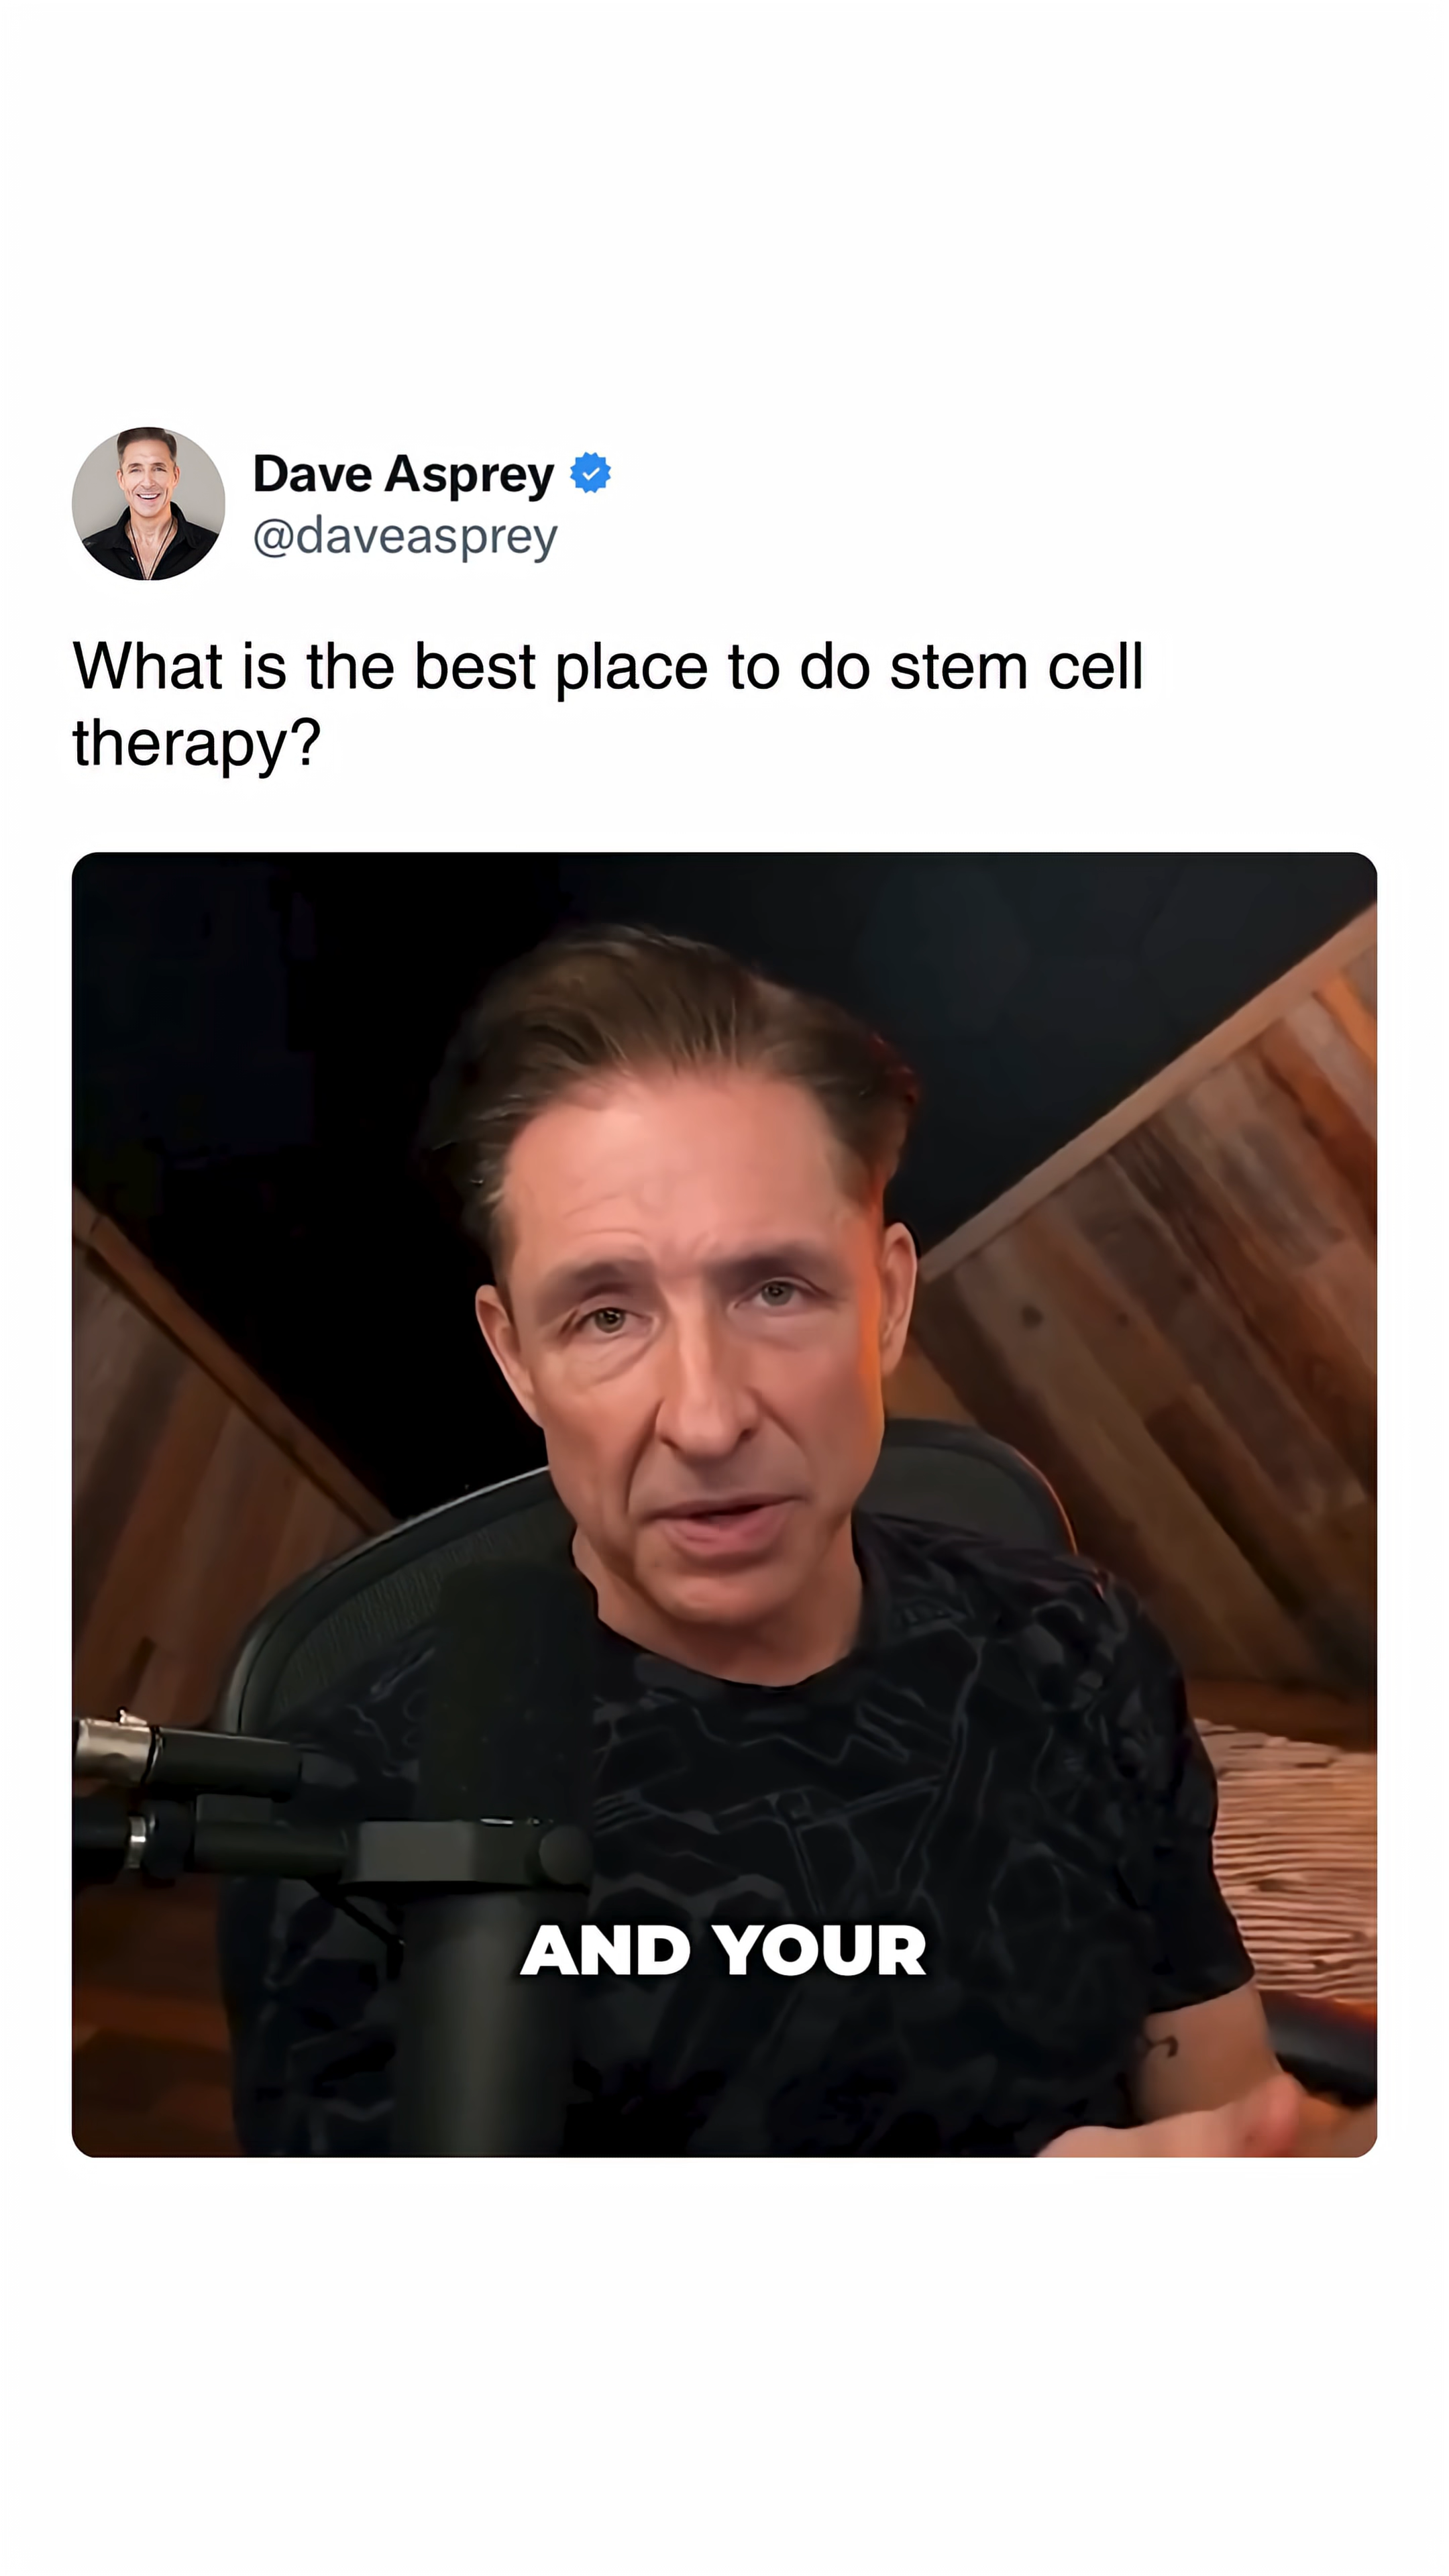 Dave Asprey
@daveasprey
What is the best place to do stem cell
therapy?
AND YOUR